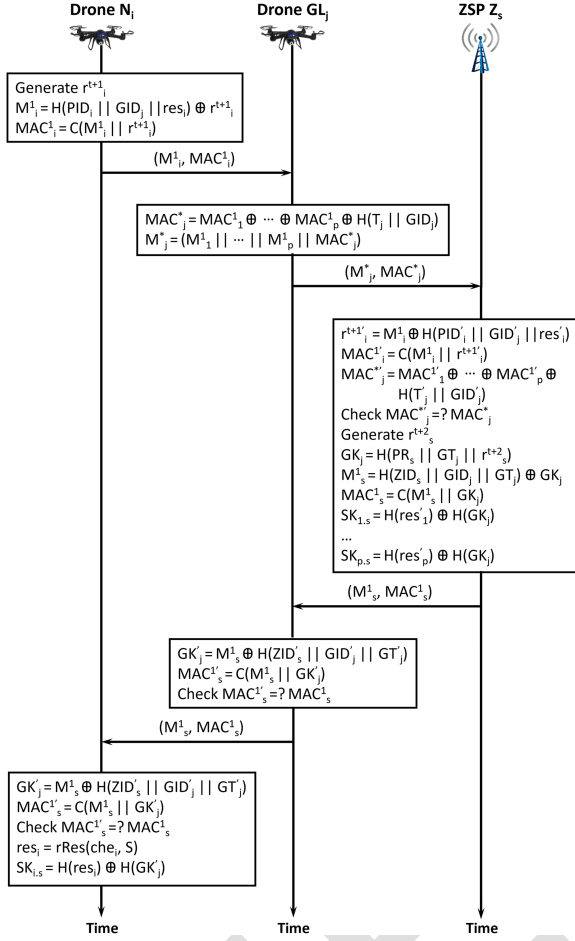 Drone Nᵢ Drone GLⱼ ZSP Zₛ
Generate r^{t+1}_i
M^1_i = H(PID_i || GID_j ||res_i) ⊕ r^{t+1}_i
MAC^1_i = C(M^1_i || r^{t+1}_i)
(M^1_i, MAC^1_i)
MAC^*_j = MAC^1_1 ⊕ ··· ⊕ MAC^1_p ⊕ H(T_j || GID_j)
M^*_j = (M^1_1 || ··· || M^1_p || MAC^*_j)
(M^*_j, MAC^*_j)
r^{t+1'}_i = M^1_i ⊕ H(PID'_i || GID'_j ||res'_i)
MAC^{1'}_i = C(M^1_i || r^{t+1'}_i)
MAC^{*'}_j = MAC^{1'}_1 ⊕ ··· ⊕ MAC^{1'}_p ⊕
H(T'_j || GID'_j)
Check MAC^{*'}_j =? MAC^*_j
Generate r^{t+2}_s
GK_j = H(PR_s || GT_j || r^{t+2}_s)
M^1_s = H(ZID_s || GID_j || GT_j) ⊕ GK_j
MAC^1_s = C(M^1_s || GK_j)
SK_{1.s} = H(res'_1) ⊕ H(GK_j)
...
SK_{p.s} = H(res'_p) ⊕ H(GK_j)
(M^1_s, MAC^1_s)
GK'_j = M^1_s ⊕ H(ZID'_s || GID'_j || GT'_j)
MAC^{1'}_s = C(M^1_s || GK'_j)
Check MAC^{1'}_s =? MAC^1_s
(M^1_s, MAC^1_s)
GK'_j = M^1_s ⊕ H(ZID'_s || GID'_j || GT'_j)
MAC^{1'}_s = C(M^1_s || GK'_j)
Check MAC^{1'}_s =? MAC^1_s
res_i = rRes(che_i, S)
SK_{i.s} = H(res_i) ⊕ H(GK'_j)
Time Time Time